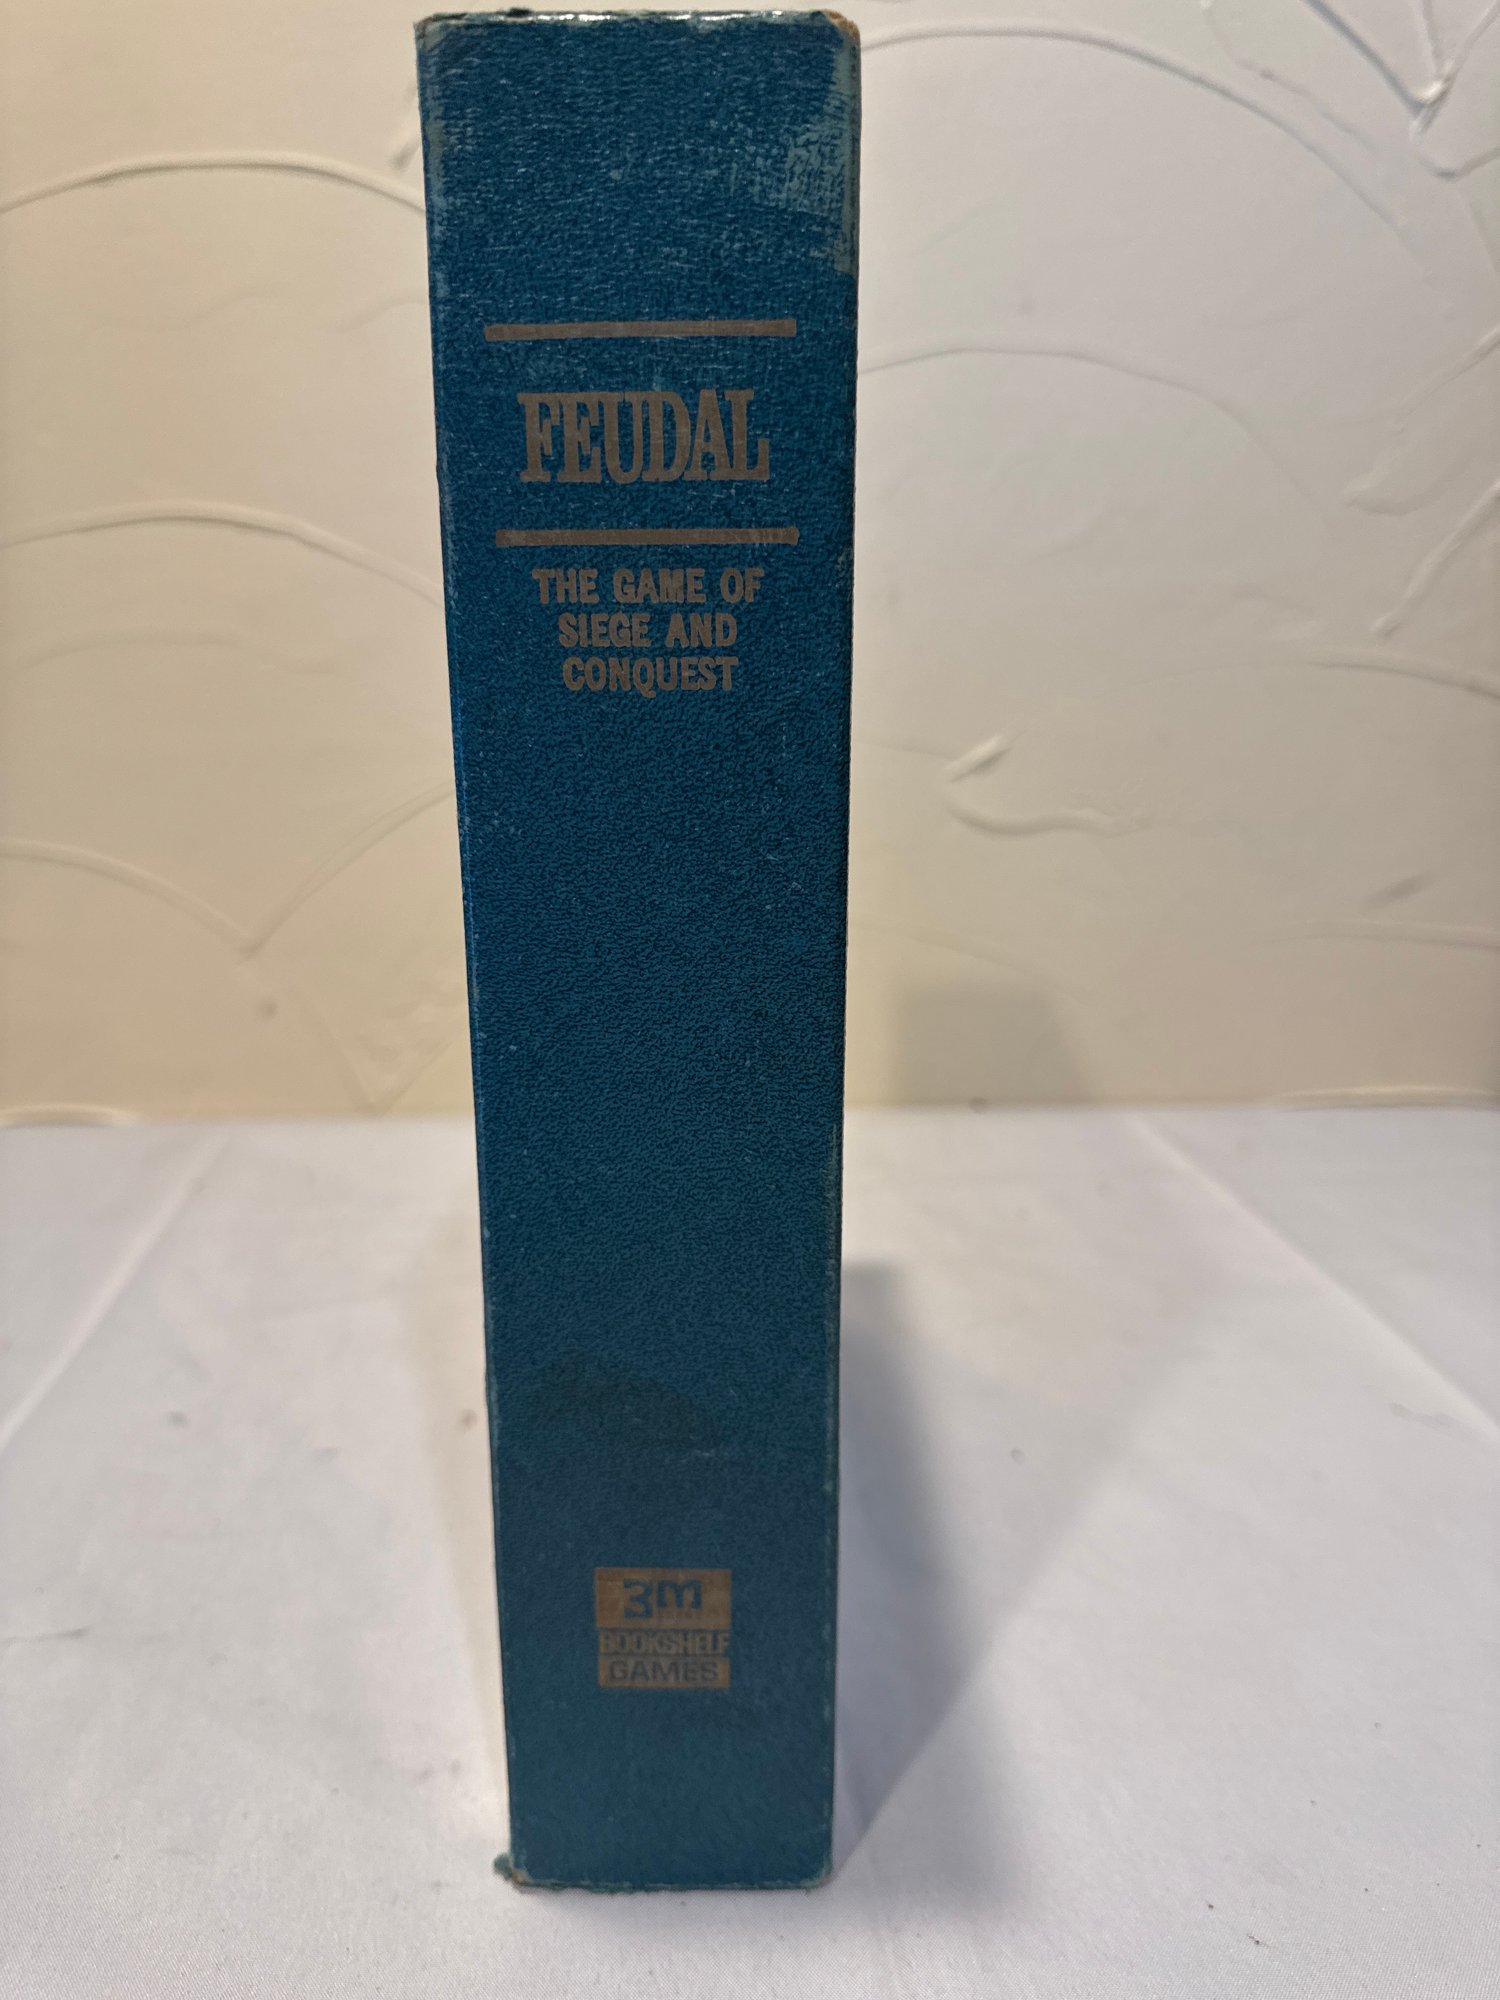 FEUDAL
THE GAME OF
SIEGE AND
CONQUEST
3m
BOOKSHELF
GAMES